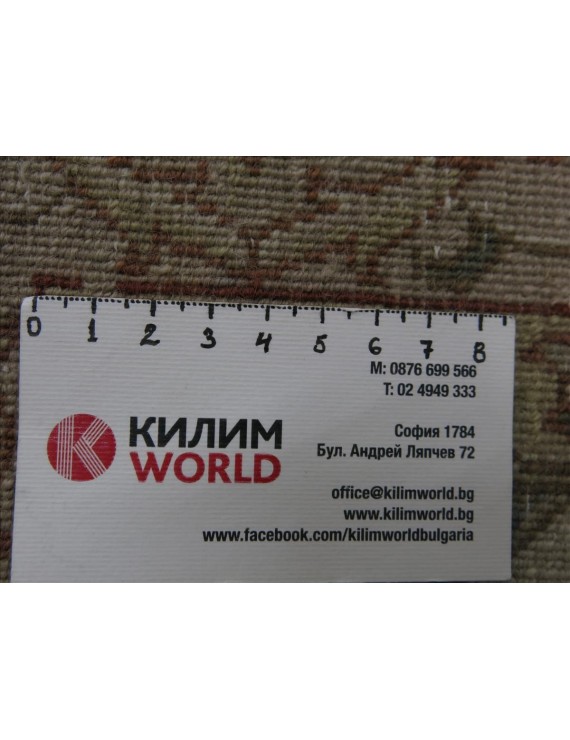 0 1 2 3 4 5 6 7 8
M: 0876 699 566
T: 02 4949 333
КИЛИМ
WORLD
София 1784
Бул. Андрей Ляпчев 72
office@kilimworld.bg
www.kilimworld.bg
www.facebook.com/kilimworldbulgaria